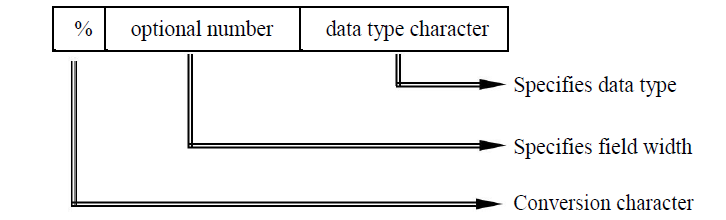 % optional number data type character
Specifies data type
Specifies field width
Conversion character